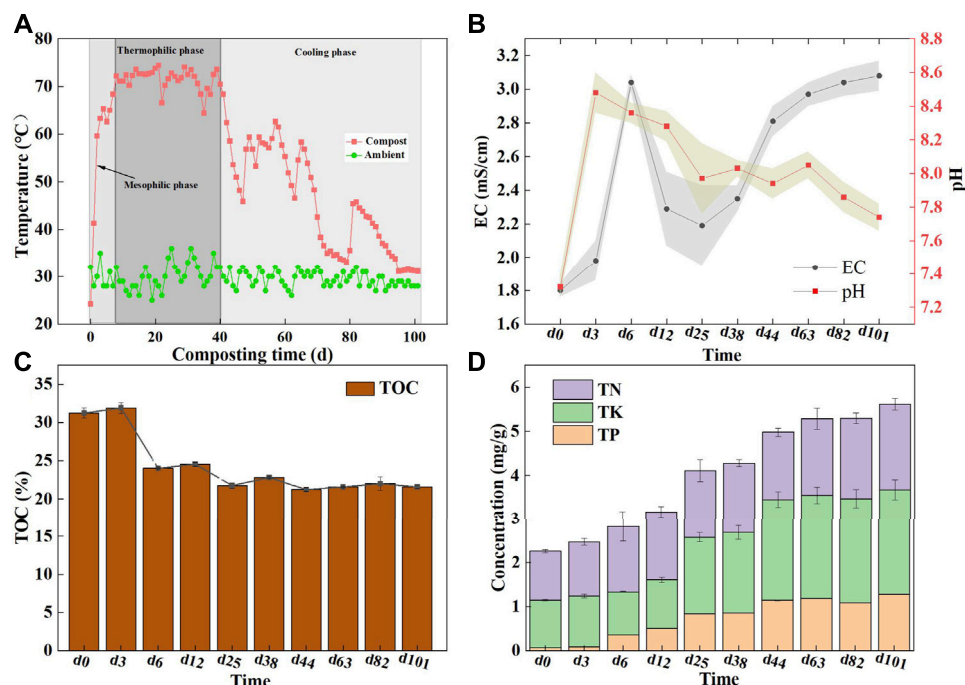 A
80
70
60
50
40
30
20
Temperature (℃)
Thermophilic phase
Cooling phase
Mesophilic phase
Compost
Ambient
0
20
40
60
80
100
Composting time (d)
B
3.2
3.0
2.8
2.6
2.4
2.2
2.0
1.8
1.6
EC (mS/cm)
8.8
8.6
8.4
8.2
8.0
7.8
7.6
7.4
7.2
pH
EC
pH
d0
d3
d6
d12
d25
d38
d44
d63
d82
d101
Time
C
35
30
25
20
15
10
5
0
TOC (%)
TOC
d0
d3
d6
d12
d25
d38
d44
d63
d82
d101
Time
D
6
5
4
3
2
1
0
Concentration (mg/g)
TN
TK
TP
d0
d3
d6
d12
d25
d38
d44
d63
d82
d101
Time